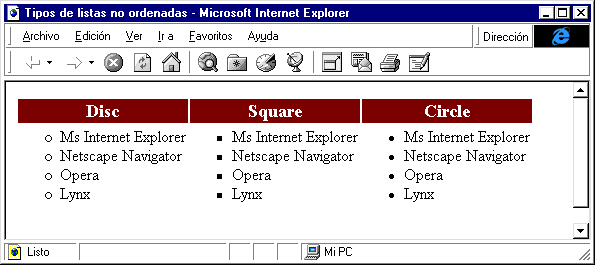 Tipos de listas no ordenadas - Microsoft Internet Explorer
Archivo Edición Ver Ir a Favoritos Ayuda Dirección
Disc Square Circle
Ms Internet Explorer Ms Internet Explorer Ms Internet Explorer
Netscape Navigator Netscape Navigator Netscape Navigator
Opera Opera Opera
Lynx Lynx Lynx
Listo Mi PC